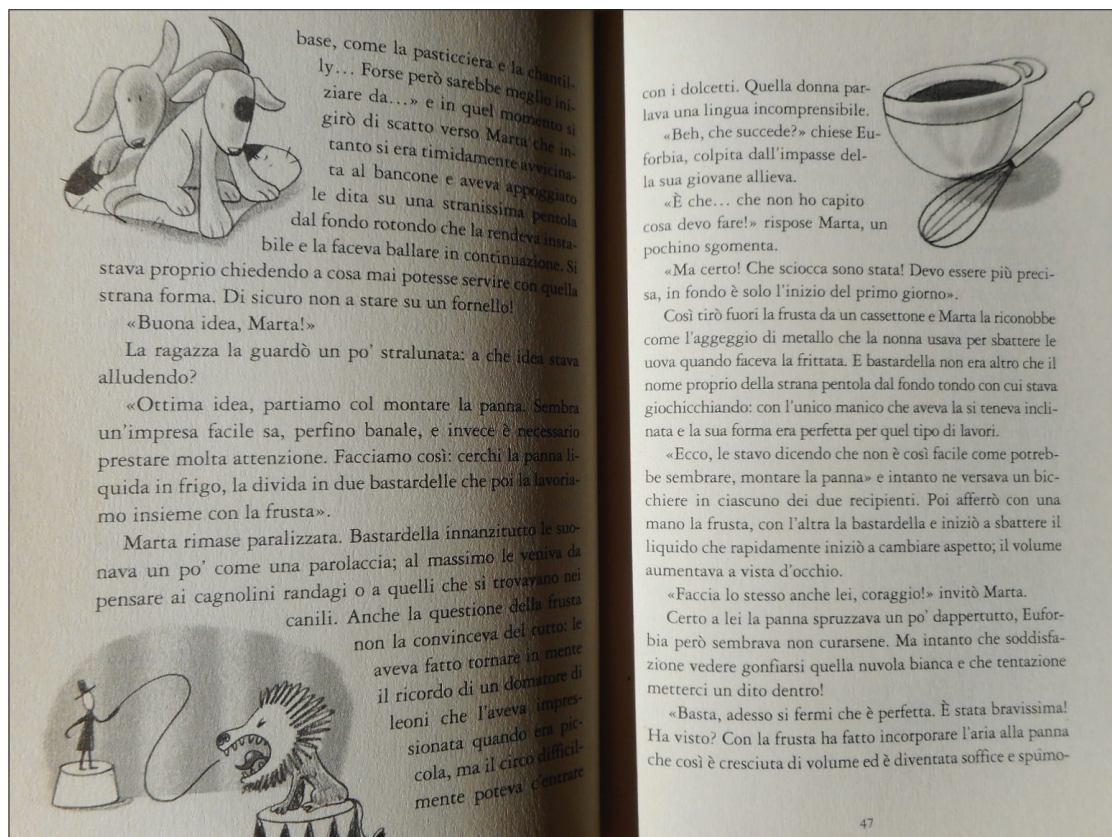 base, come la pasticciera e la chantil-
ly… Forse però sarebbe meglio ini-
ziare da…» e in quel momento si
girò di scatto verso Marta che in-
tanto si era timidamente avvicina-
ta al bancone e aveva appoggiato
le dita su una stranissima pentola
dal fondo rotondo che la rendeva insta-
bile e la faceva ballare in continuazione. Si
stava proprio chiedendo a cosa mai potesse servire con quella
strana forma. Di sicuro non a stare su un fornello!
«Buona idea, Marta!»
La ragazza la guardò un po’ stralunata: a che idea stava
alludendo?
«Ottima idea, partiamo col montare la panna. Sembra
un’impresa facile sa, perfino banale, e invece è necessario
prestare molta attenzione. Facciamo così: cerchi la panna li-
quida in frigo, la divida in due bastardelle che poi la lavoria-
mo insieme con la frusta».
Marta rimase paralizzata. Bastardella innanzitutto le suo-
nava un po’ come una parolaccia; al massimo le veniva da
pensare ai cagnolini randagi o a quelli che si trovavano nei
canili. Anche la questione della frusta
non la convinceva del tutto: le
aveva fatto tornare in mente
il ricordo di un domatore di
leoni che l’aveva impres-
sionata quando era pic-
cola, ma il circo difficil-
mente poteva c’entrare
con i dolcetti. Quella donna par-
lava una lingua incomprensibile.
«Beh, che succede?» chiese Eu-
forbia, colpita dall’impasse del-
la sua giovane allieva.
«È che… che non ho capito
cosa devo fare!» rispose Marta, un
pochino sgomenta.
«Ma certo! Che sciocca sono stata! Devo essere più preci-
sa, in fondo è solo l’inizio del primo giorno».
Così tirò fuori la frusta da un cassettone e Marta la riconobbe
come l’aggeggio di metallo che la nonna usava per sbattere le
uova quando faceva la frittata. E bastardella non era altro che il
nome proprio della strana pentola dal fondo tondo con cui stava
giochicchiando: con l’unico manico che aveva la si teneva incli-
nata e la sua forma era perfetta per quel tipo di lavori.
«Ecco, le stavo dicendo che non è così facile come potreb-
be sembrare, montare la panna» e intanto ne versava un bic-
chiere in ciascuno dei due recipienti. Poi afferrò con una
mano la frusta, con l’altra la bastardella e iniziò a sbattere il
liquido che rapidamente iniziò a cambiare aspetto; il volume
aumentava a vista d’occhio.
«Faccia lo stesso anche lei, coraggio!» invitò Marta.
Certo a lei la panna spruzzava un po’ dappertutto, Eufor-
bia però sembrava non curarsene. Ma intanto che soddisfa-
zione vedere gonfiarsi quella nuvola bianca e che tentazione
metterci un dito dentro!
«Basta, adesso si fermi che è perfetta. È stata bravissima!
Ha visto? Con la frusta ha fatto incorporare l’aria alla panna
che così è cresciuta di volume ed è diventata soffice e spumo-
47